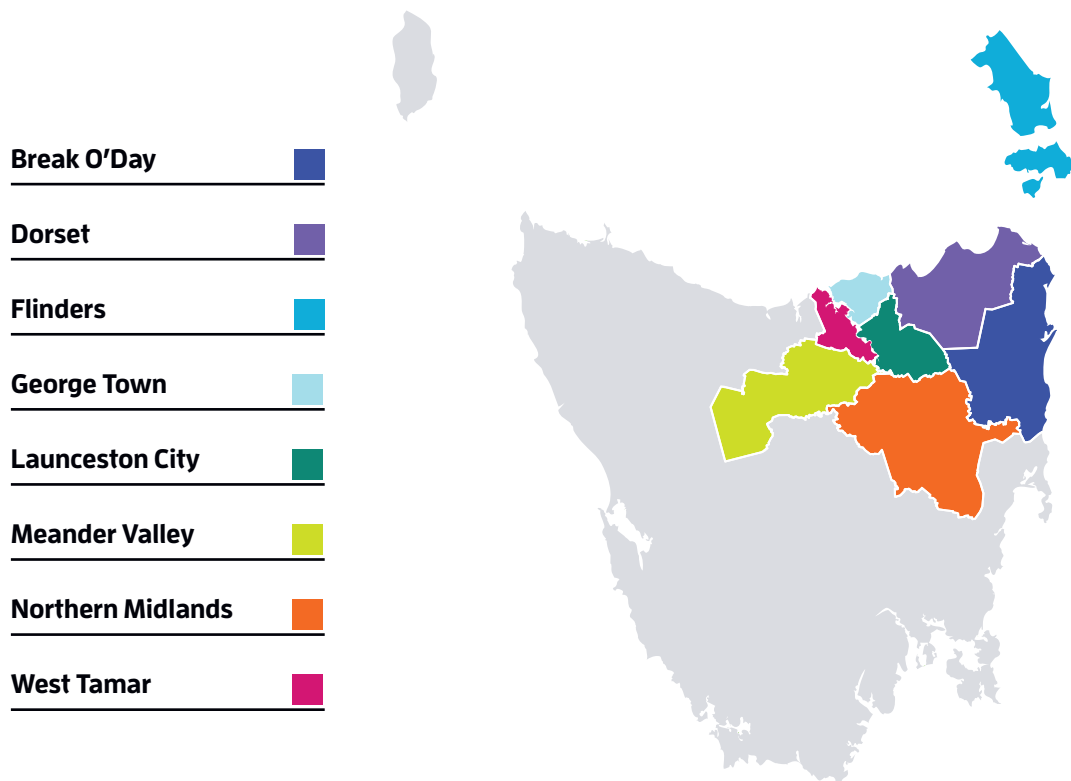 Break O'Day
Dorset
Flinders
George Town
Launceston City
Meander Valley
Northern Midlands
West Tamar